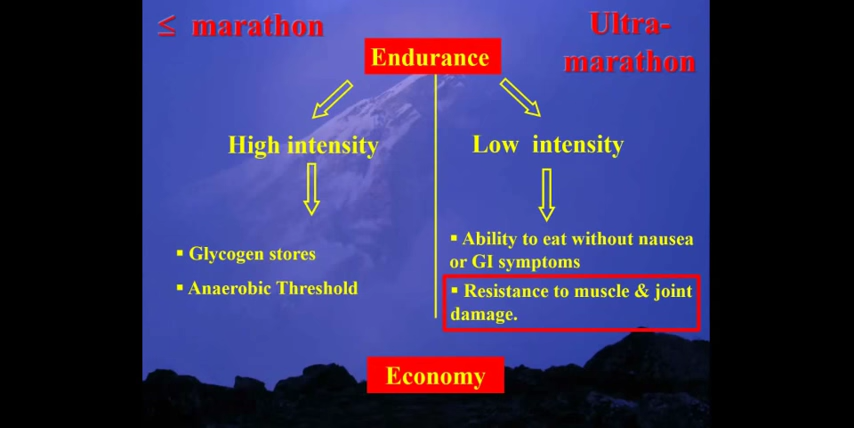 ≤ marathon
Ultra-
marathon
Endurance
High intensity
Low intensity
▪ Glycogen stores
▪ Anaerobic Threshold
▪ Ability to eat without nausea
or GI symptoms
▪ Resistance to muscle & joint
damage.
Economy